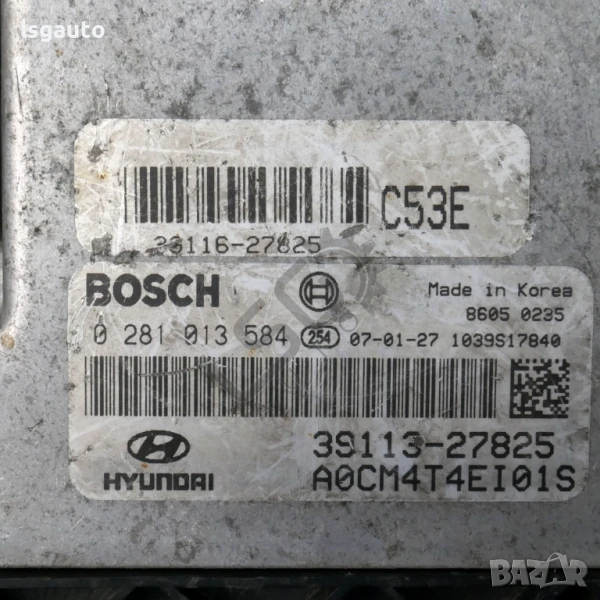 lsgauto
C53E
39116-27825
BOSCH
Made in Korea
8605 0235
0 281 013 584 254 07-01-27 1039S17840
39113-27825
HYUNDAI
A0CM4T4EI01S
BAZAR